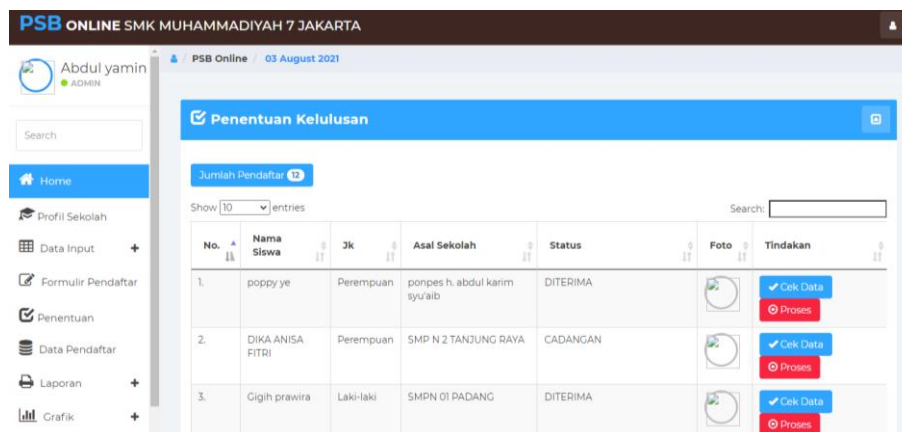 PSB ONLINE SMK MUHAMMADIYAH 7 JAKARTA
Abdul yamin
ADMIN
PSB Online / 03 August 2021
Search
Home
Profil Sekolah
Data Input
Formulir Pendaftar
Penentuan
Data Pendaftar
Laporan
Grafik
Penentuan Kelulusan
Jumlah Pendaftar 12
Show 10 entries
Search:
No. Nama Siswa Jk Asal Sekolah Status Foto Tindakan
1. poppy ye Perempuan ponpes h. abdul karim syu'aib DITERIMA Cek Data
Proses
2. DIKA ANISA FITRI Perempuan SMP N 2 TANJUNG RAYA CADANGAN Cek Data
Proses
3. Gigih prawira Laki-laki SMPN 01 PADANG DITERIMA Cek Data
Proses